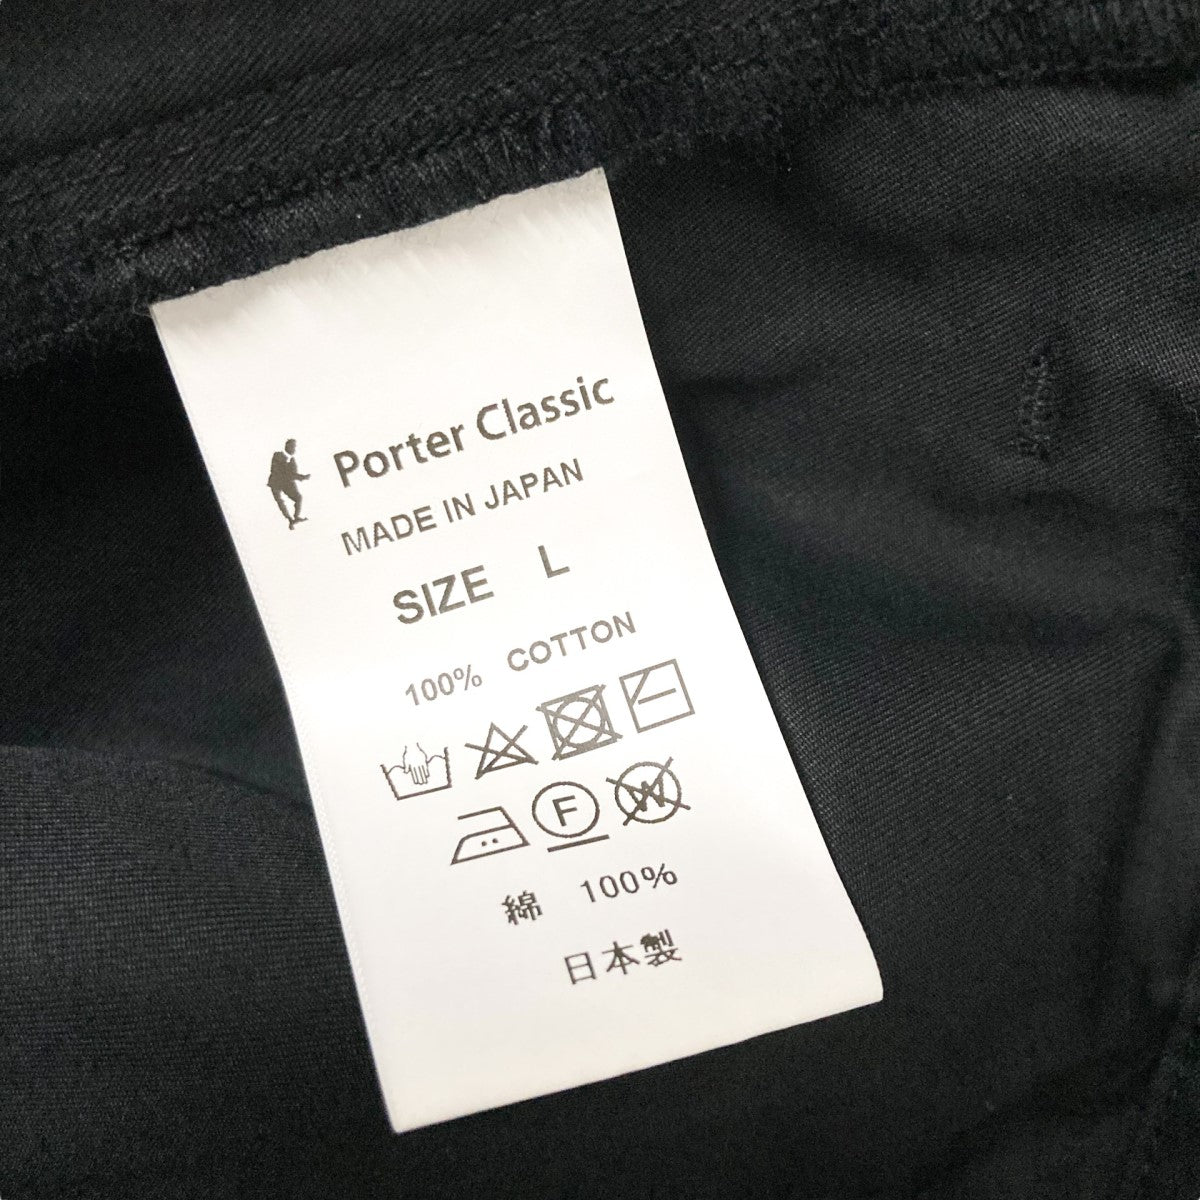 Porter Classic
MADE IN JAPAN
SIZE L
100% COTTON
F W
綿 100%
日本製